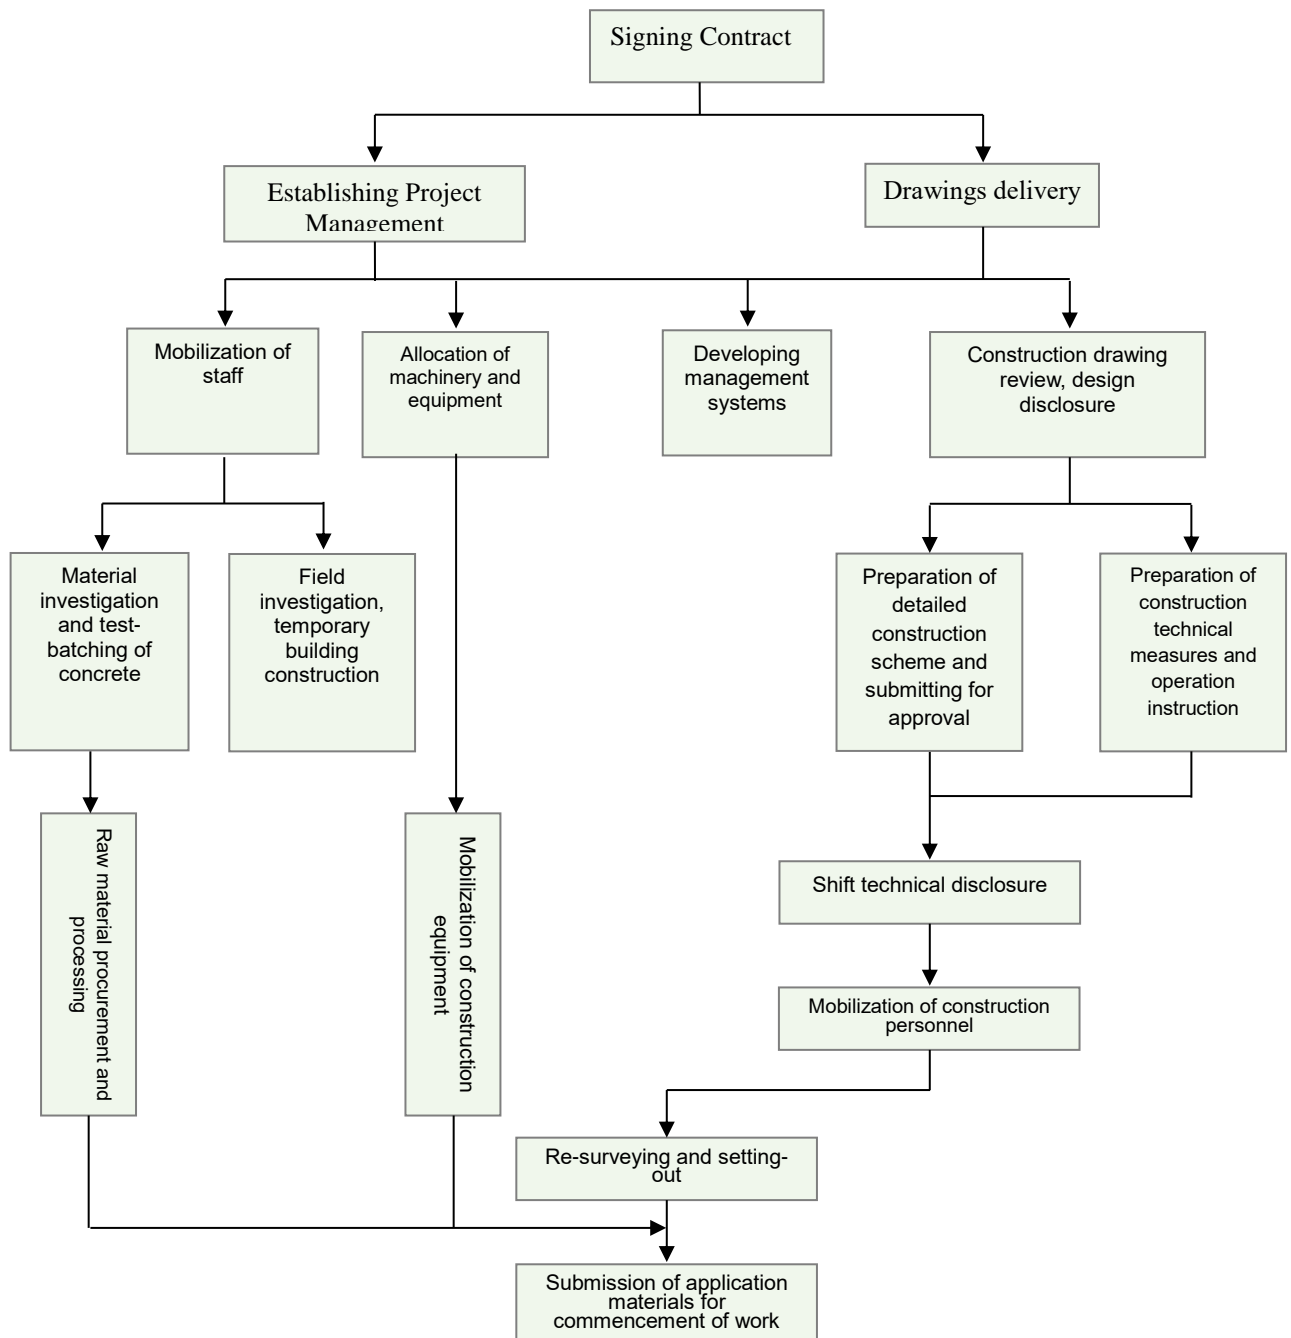 Signing Contract
Establishing Project
Management
Drawings delivery
Mobilization of
staff
Allocation of
machinery and
equipment
Developing
management
systems
Construction drawing
review, design
disclosure
Material
investigation
and test-
batching of
concrete
Field
investigation,
temporary
building
construction
Preparation of
detailed
construction
scheme and
submitting for
approval
Preparation of
construction
technical
measures and
operation
instruction
Raw material procurement and
processing
Mobilization of construction
equipment
Shift technical disclosure
Mobilization of construction
personnel
Re-surveying and setting-
out
Submission of application
materials for
commencement of work